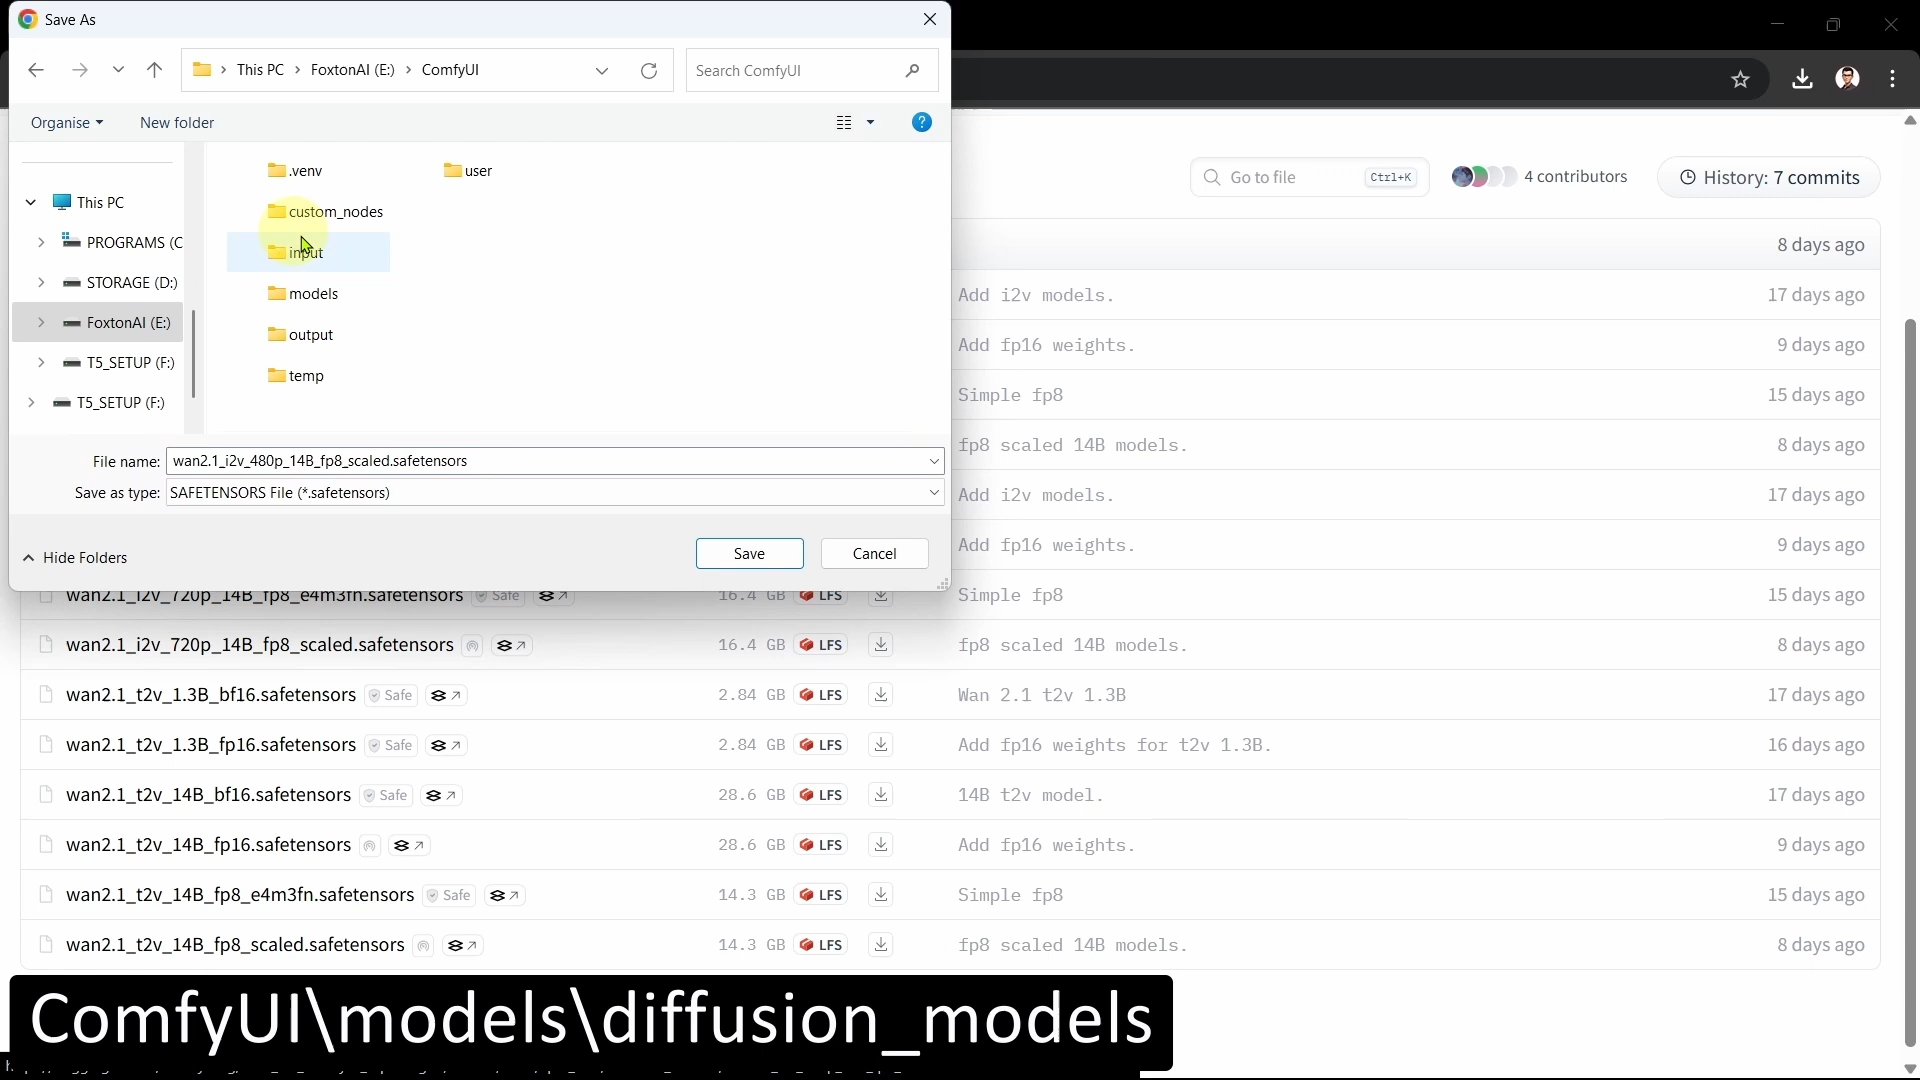 Save As
This PC > FoxtonAI (E:) > ComfyUI
Search ComfyUI
Organise
New folder
?
This PC
PROGRAMS (C
STORAGE (D:)
FoxtonAI (E:)
T5_SETUP (F:)
T5_SETUP (F:)
.venv
custom_nodes
input
models
output
temp
user
File name: wan2.1_i2v_480p_14B_fp8_scaled.safetensors
Save as type: SAFETENSORS File (*.safetensors)
Hide Folders
Save
Cancel
Go to file Ctrl+K
4 contributors
History: 7 commits
8 days ago
Add i2v models. 17 days ago
Add fp16 weights. 9 days ago
Simple fp8 15 days ago
fp8 scaled 14B models. 8 days ago
Add i2v models. 17 days ago
Add fp16 weights. 9 days ago
wan2.1_i2v_720p_14B_fp8_e4m3fn.safetensors Safe 16.4 GB LFS Simple fp8 15 days ago
wan2.1_i2v_720p_14B_fp8_scaled.safetensors 16.4 GB LFS fp8 scaled 14B models. 8 days ago
wan2.1_t2v_1.3B_bf16.safetensors Safe 2.84 GB LFS Wan 2.1 t2v 1.3B 17 days ago
wan2.1_t2v_1.3B_fp16.safetensors Safe 2.84 GB LFS Add fp16 weights for t2v 1.3B. 16 days ago
wan2.1_t2v_14B_bf16.safetensors Safe 28.6 GB LFS 14B t2v model. 17 days ago
wan2.1_t2v_14B_fp16.safetensors 28.6 GB LFS Add fp16 weights. 9 days ago
wan2.1_t2v_14B_fp8_e4m3fn.safetensors Safe 14.3 GB LFS Simple fp8 15 days ago
wan2.1_t2v_14B_fp8_scaled.safetensors 14.3 GB LFS fp8 scaled 14B models. 8 days ago
ComfyUI\models\diffusion_models